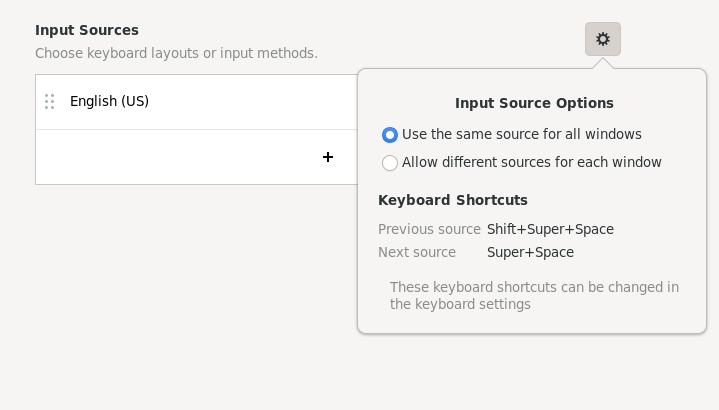 Input Sources
Choose keyboard layouts or input methods.
English (US)
+
Input Source Options
Use the same source for all windows
Allow different sources for each window
Keyboard Shortcuts
Previous source Shift+Super+Space
Next source Super+Space
These keyboard shortcuts can be changed in
the keyboard settings